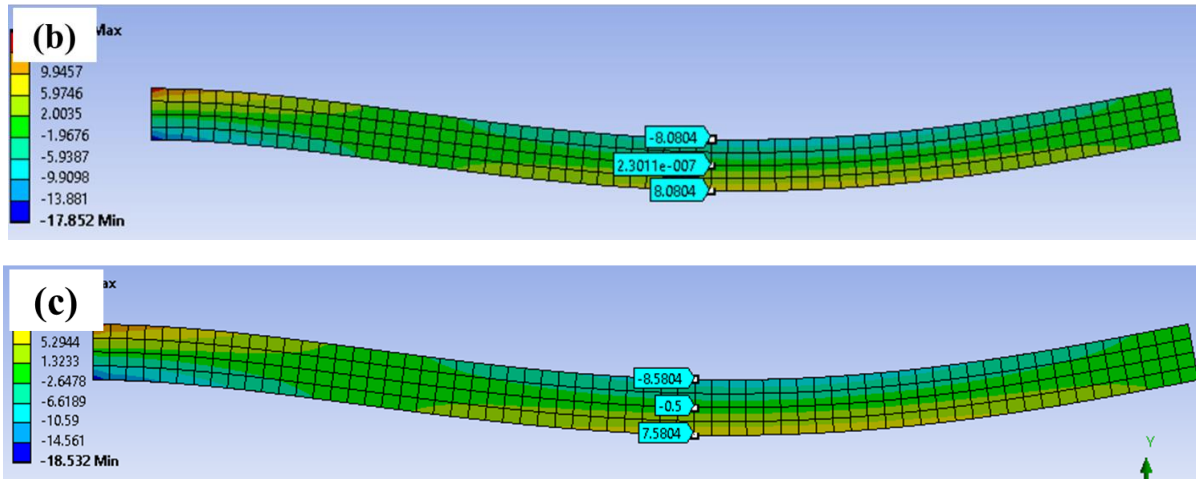 (b)
Max
9.9457
5.9746
2.0035
-1.9676
-5.9387
-9.9098
-13.881
-17.852 Min
-8.0804
2.3011e-007
8.0804
(c)
ax
5.2944
1.3233
-2.6478
-6.6189
-10.59
-14.561
-18.532 Min
-8.5804
-0.5
7.5804
Y